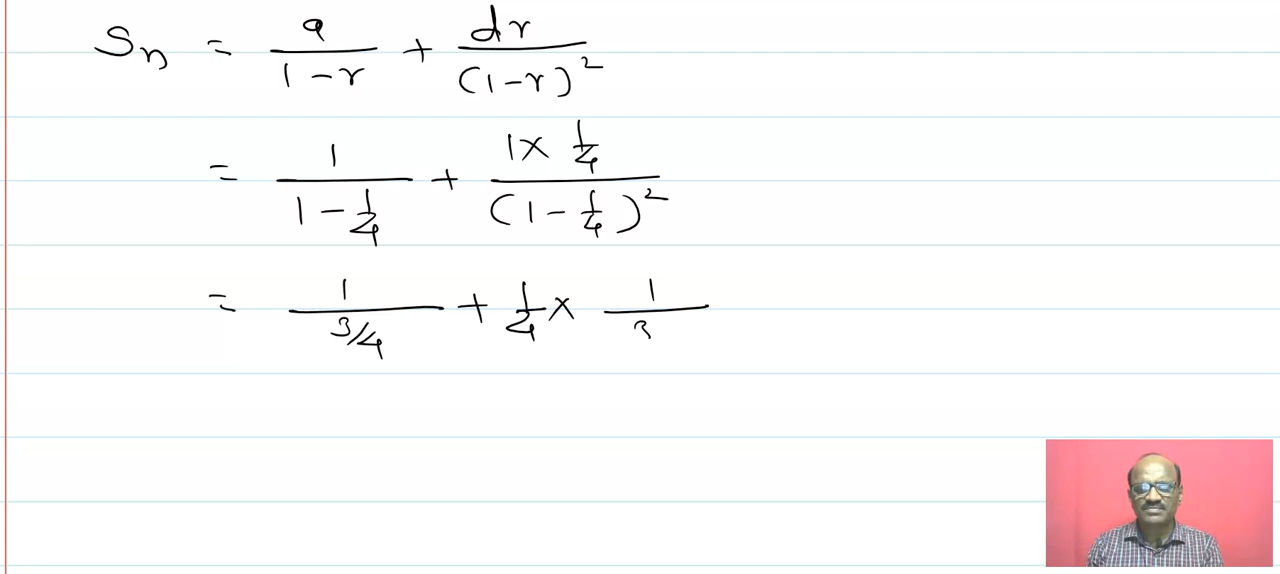 Sn = a/(1-r) + dr/(1-r)²
= 1/(1-1/4) + (1×1/4)/(1-1/4)²
= 1/(3/4) + 1/4 × 1/3